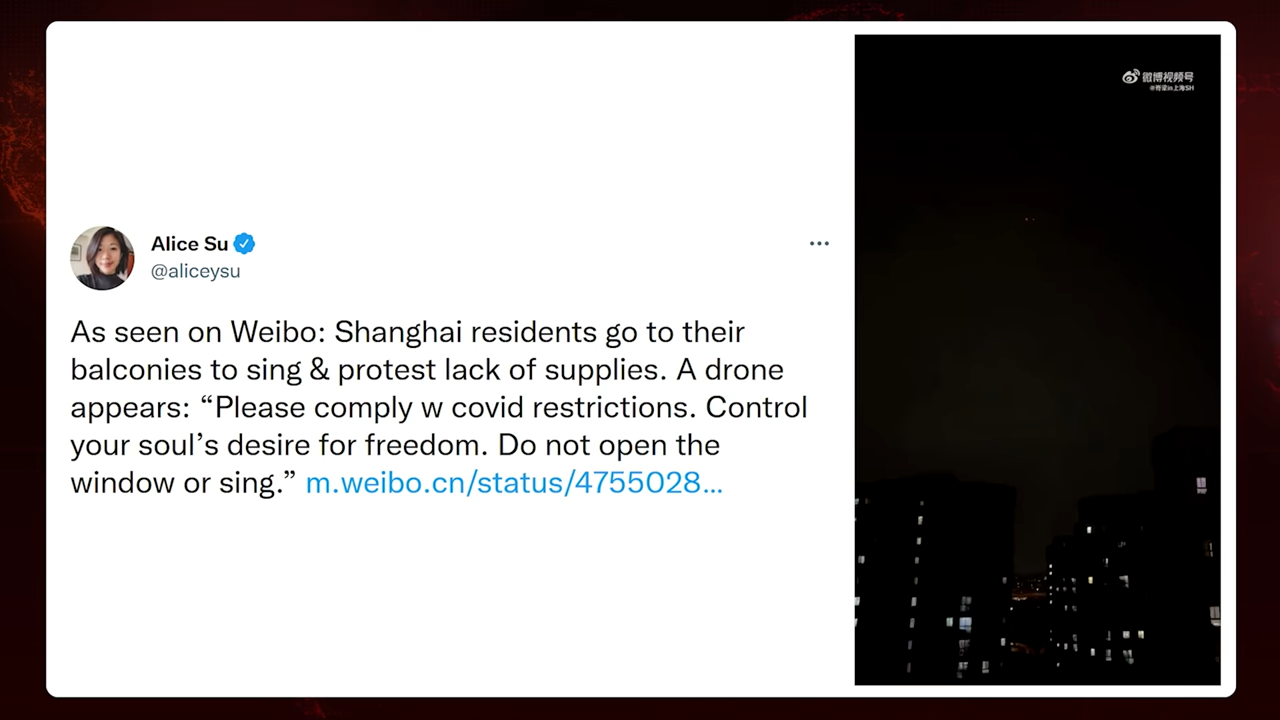 微博视频号
Alice Su
@aliceysu
As seen on Weibo: Shanghai residents go to their
balconies to sing & protest lack of supplies. A drone
appears: “Please comply w covid restrictions. Control
your soul’s desire for freedom. Do not open the
window or sing.” m.weibo.cn/status/4755028…